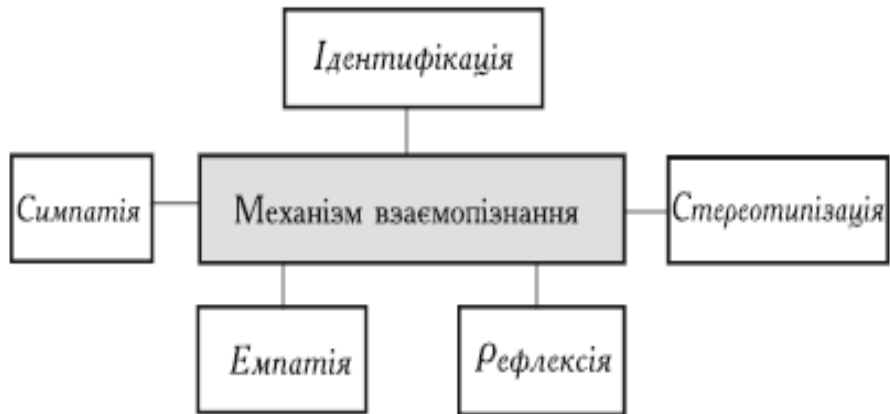 Ідентифікація
Симпатія
Механізм взаємопізнання
Стереотипізація
Емпатія
Рефлексія